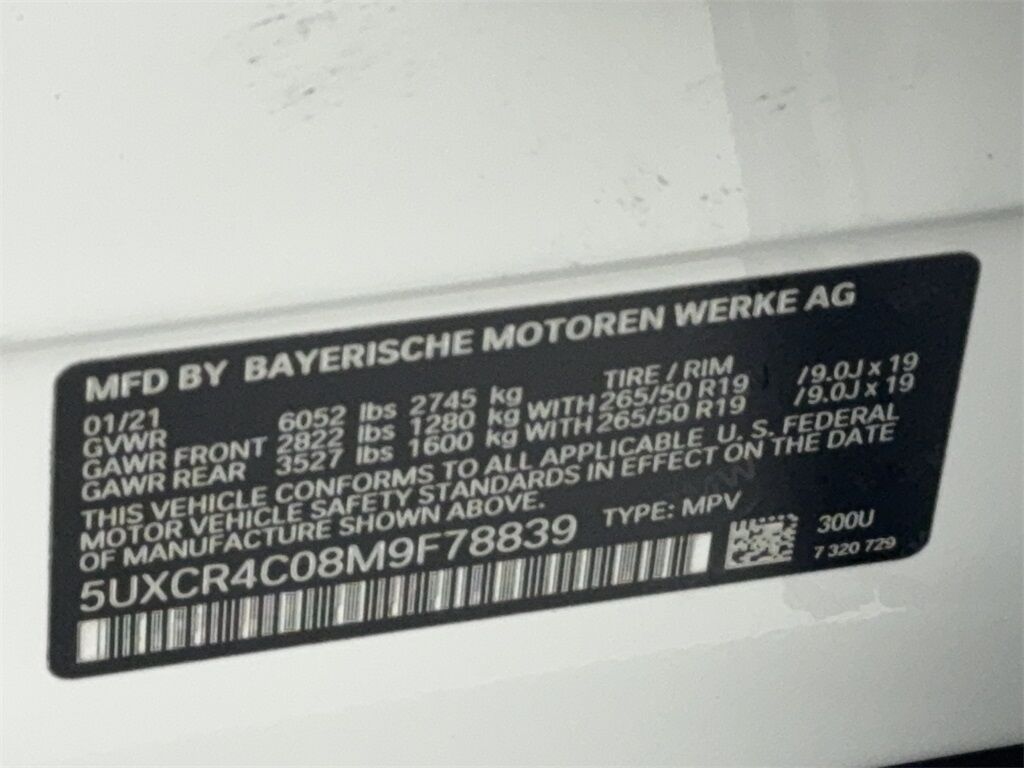 MFD BY BAYERISCHE MOTOREN WERKE AG
01/21 TIRE / RIM
GVWR 6052 lbs 2745 kg
GAWR FRONT 2822 lbs 1280 kg WITH 265/50 R19 /9.0J x 19
GAWR REAR 3527 lbs 1600 kg WITH 265/50 R19 /9.0J x 19
THIS VEHICLE CONFORMS TO ALL APPLICABLE U. S. FEDERAL
MOTOR VEHICLE SAFETY STANDARDS IN EFFECT ON THE DATE
OF MANUFACTURE SHOWN ABOVE.
5UXCR4C08M9F78839 TYPE: MPV
300U
7 320 729